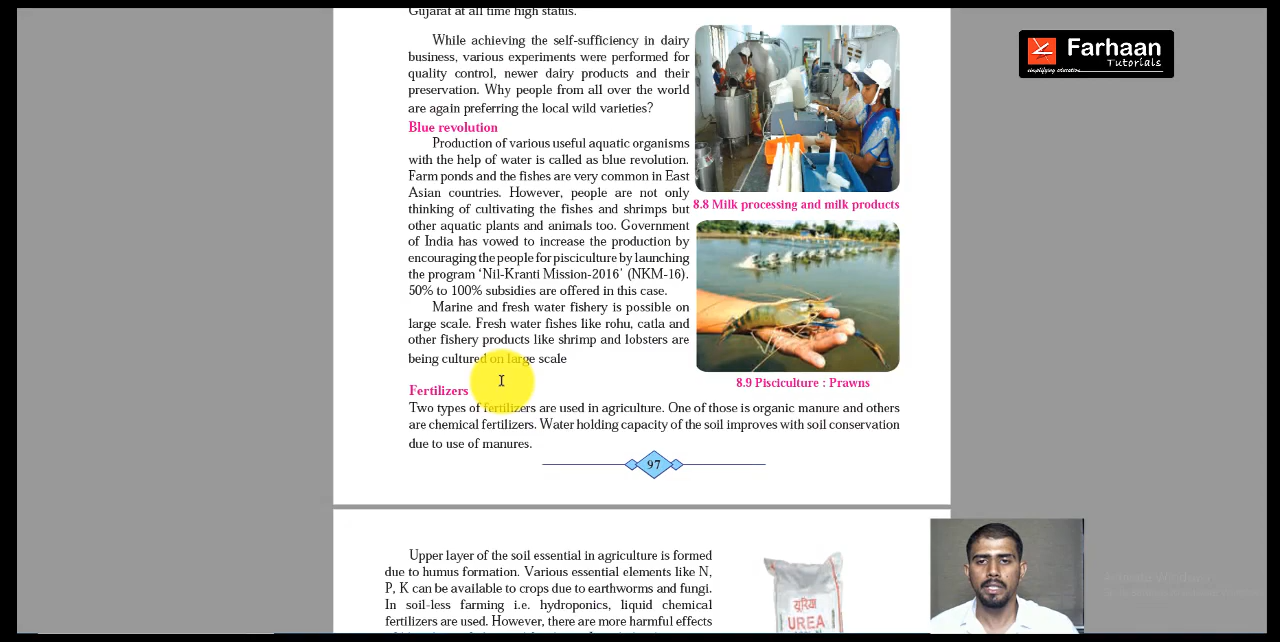 Gujarat at all time high status.
While achieving the self-sufficiency in dairy
business, various experiments were performed for
quality control, newer dairy products and their
preservation. Why people from all over the world
are again preferring the local wild varieties?
Blue revolution
Production of various useful aquatic organisms
with the help of water is called as blue revolution.
Farm ponds and the fishes are very common in East
Asian countries. However, people are not only
thinking of cultivating the fishes and shrimps but
other aquatic plants and animals too. Government
of India has vowed to increase the production by
encouraging the people for pisciculture by launching
the program ‘Nil-Kranti Mission-2016’ (NKM-16).
50% to 100% subsidies are offered in this case.
Marine and fresh water fishery is possible on
large scale. Fresh water fishes like rohu, catla and
other fishery products like shrimp and lobsters are
being cultured on large scale
8.8 Milk processing and milk products
8.9 Pisciculture : Prawns
Fertilizers
Two types of fertilizers are used in agriculture. One of those is organic manure and others
are chemical fertilizers. Water holding capacity of the soil improves with soil conservation
due to use of manures.
97
Upper layer of the soil essential in agriculture is formed
due to humus formation. Various essential elements like N,
P, K can be available to crops due to earthworms and fungi.
In soil-less farming i.e. hydroponics, liquid chemical
fertilizers are used. However, there are more harmful effects
यूरिया
UREA
Farhaan
Tutorials
simplifying education